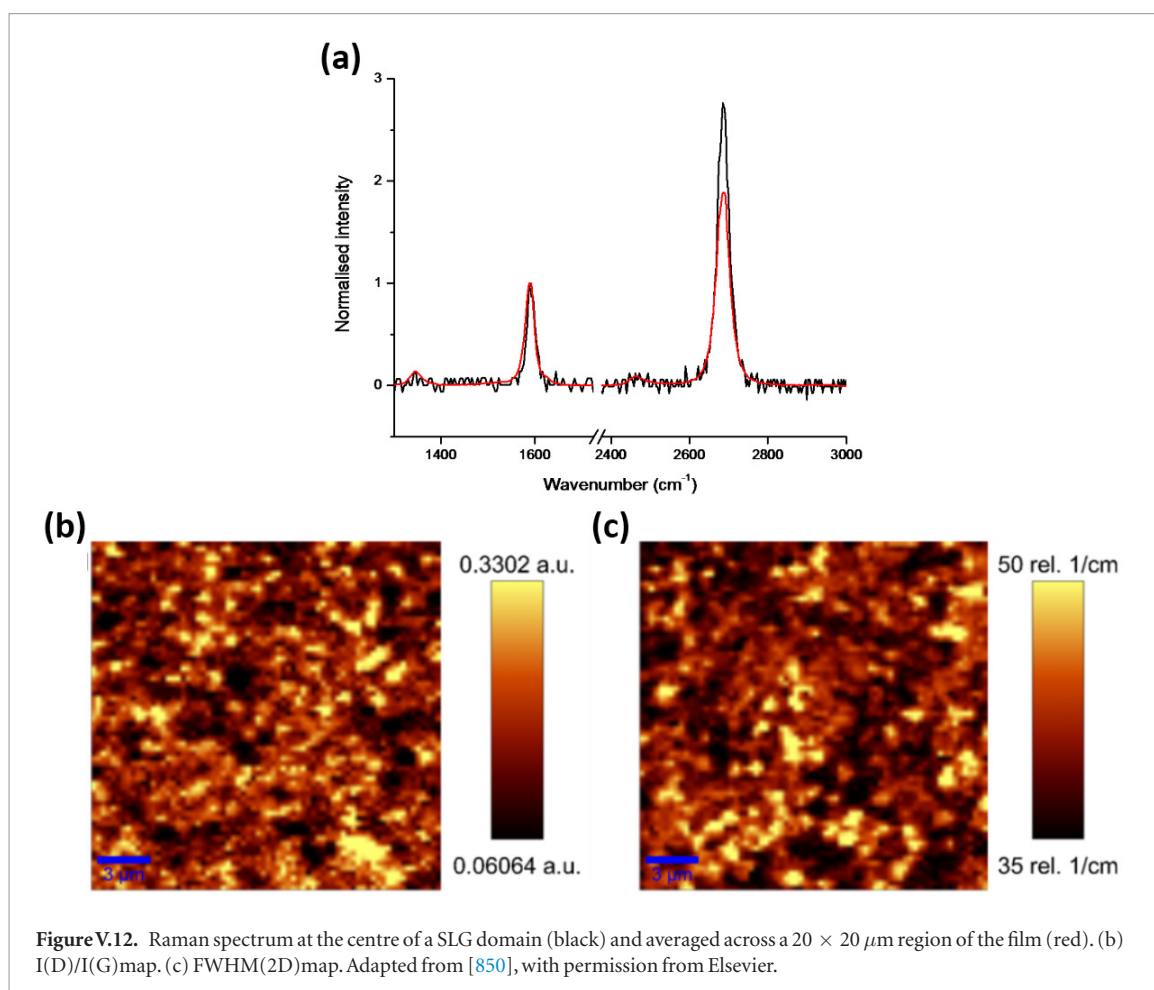 (a)
3
2
1
0
Normalised intensity
1400 1600 2400 2600 2800 3000
Wavenumber (cm⁻¹)
(b)
0.3302 a.u.
0.06064 a.u.
3 µm
(c)
50 rel. 1/cm
35 rel. 1/cm
3 µm
Figure V.12. Raman spectrum at the centre of a SLG domain (black) and averaged across a 20 × 20 μm region of the film (red). (b)
I(D)/I(G)map. (c) FWHM(2D)map. Adapted from [850], with permission from Elsevier.